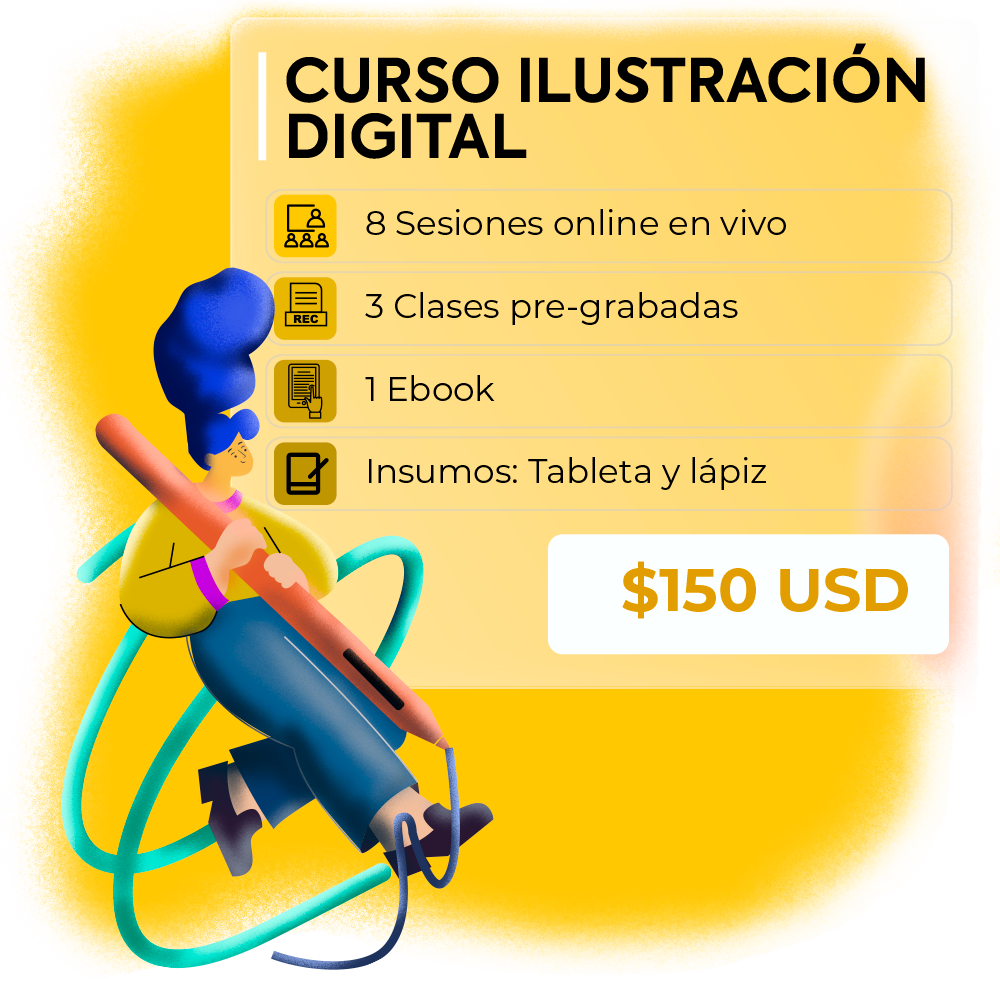 CURSO ILUSTRACIÓN
DIGITAL
8 Sesiones online en vivo
REC
3 Clases pre-grabadas
1 Ebook
Insumos: Tableta y lápiz
$150 USD